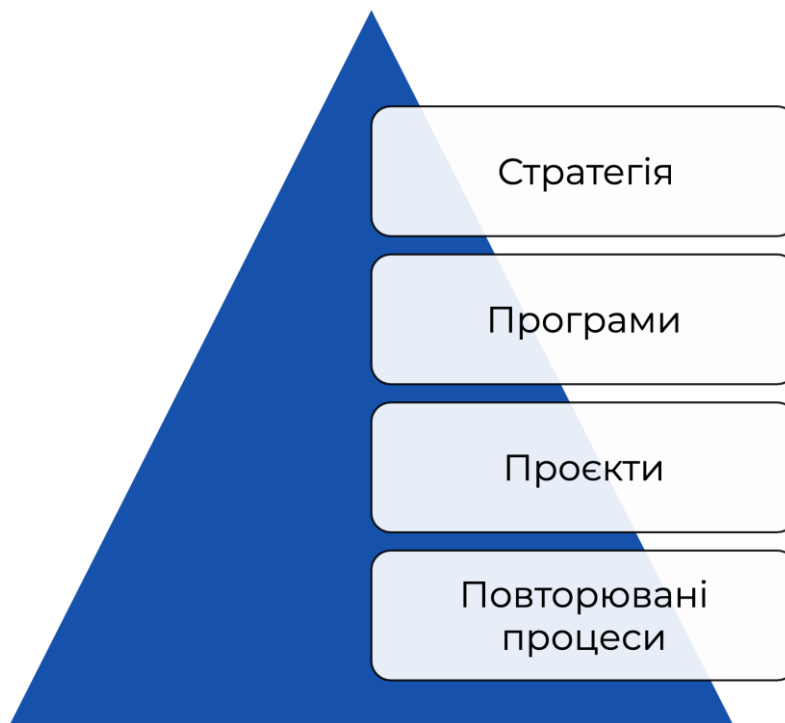 Стратегія
Програми
Проєкти
Повторювані
процеси